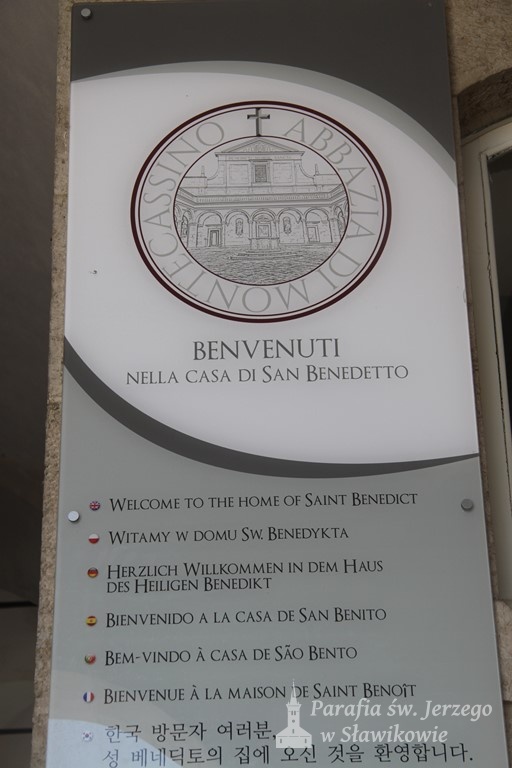 ABBAZIA DI MONTECASSINO
BENVENUTI
NELLA CASA DI SAN BENEDETTO
WELCOME TO THE HOME OF SAINT BENEDICT
WITAMY W DOMU SW. BENEDYKTA
HERZLICH WILLKOMMEN IN DEM HAUS
DES HEILIGEN BENEDIKT
BIENVENIDO A LA CASA DE SAN BENITO
BEM-VINDO À CASA DE SÃO BENTO
BIENVENUE À LA MAISON DE SAINT BENOÎT
한국 방문자 여러분,
성 베네딕토의 집에 오신 것을 환영합니다.
Parafia św. Jerzego
w Sławikowie